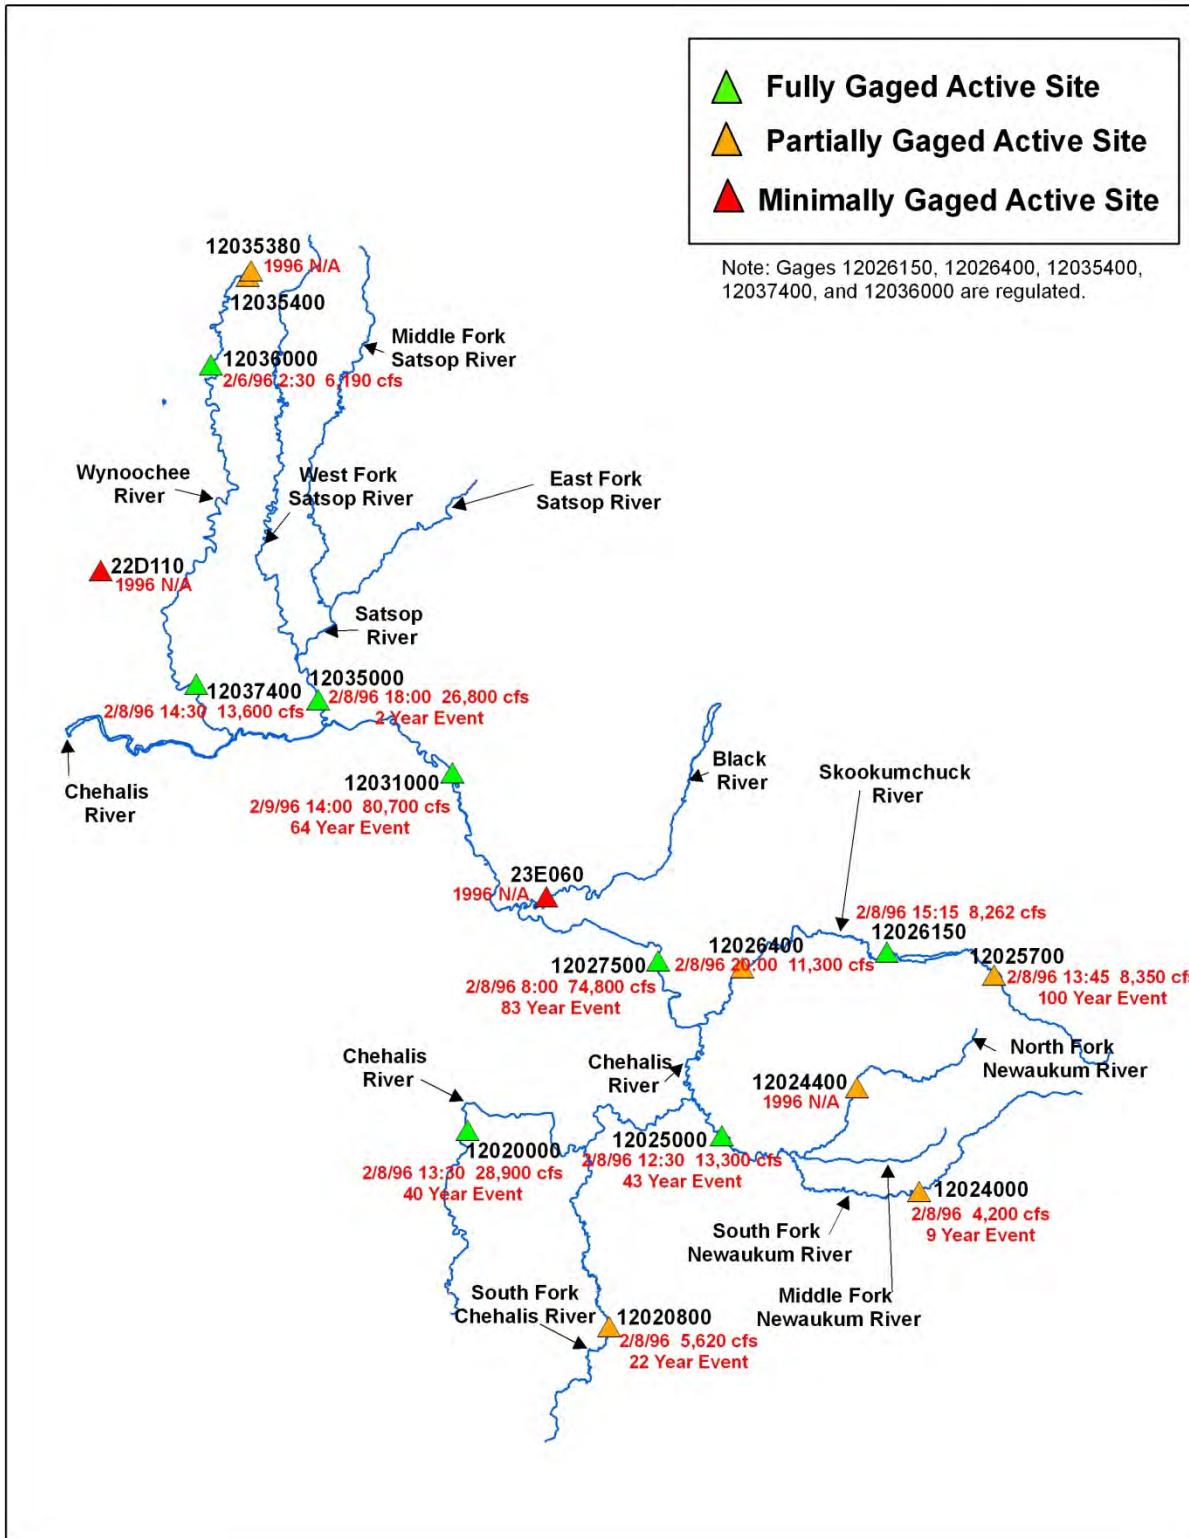 Fully Gaged Active Site
Partially Gaged Active Site
Minimally Gaged Active Site
Note: Gages 12026150, 12026400, 12035400,
12037400, and 12036000 are regulated.
12035380
1996 N/A
12035400
Middle Fork
Satsop River
12036000
2/6/96 2:30 6,190 cfs
Wynoochee
River
West Fork
Satsop River
East Fork
Satsop River
22D110
1996 N/A
Satsop
River
12037400
2/8/96 14:30 13,600 cfs
12035000
2/8/96 18:00 26,800 cfs
2 Year Event
Chehalis
River
12031000
2/9/96 14:00 80,700 cfs
64 Year Event
Black
River
Skookumchuck
River
23E060
1996 N/A
2/8/96 15:15 8,262 cfs
12026150
12026400
2/8/96 20:00 11,300 cfs
12025700
2/8/96 13:45 8,350 cfs
100 Year Event
12027500
2/8/96 8:00 74,800 cfs
83 Year Event
Chehalis
River
Chehalis
River
North Fork
Newaukum River
12024400
1996 N/A
12020000
2/8/96 13:30 28,900 cfs
40 Year Event
12025000
2/8/96 12:30 13,300 cfs
43 Year Event
12024000
2/8/96 4,200 cfs
9 Year Event
South Fork
Newaukum River
Middle Fork
Newaukum River
South Fork
Chehalis River
12020800
2/8/96 5,620 cfs
22 Year Event